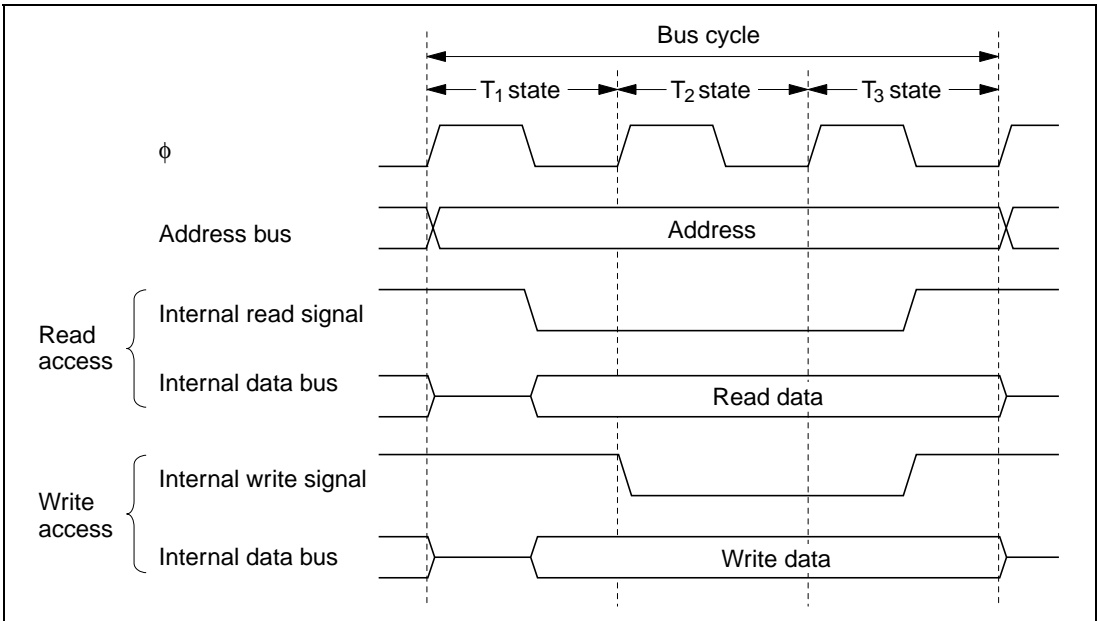 Bus cycle
T1 state T2 state T3 state
ϕ
Address bus Address
Read access
Internal read signal
Internal data bus Read data
Write access
Internal write signal
Internal data bus Write data